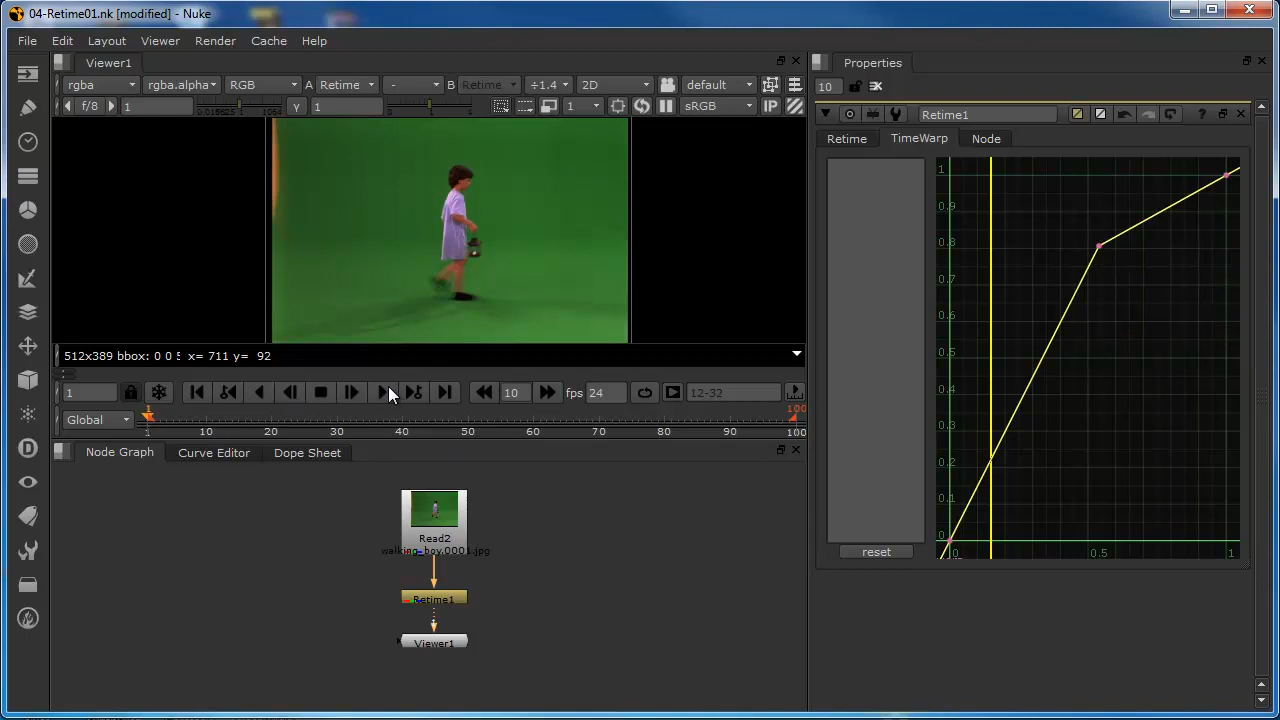 04-Retime01.nk [modified] - Nuke
File Edit Layout Viewer Render Cache Help
Viewer1
Properties
rgba rgba.alpha RGB A Retime - B Retime ÷1.4 2D default
10
f/8 1 Y 1 1 sRGB IP
Retime1 ?
Retime TimeWarp Node
1
0.9
0.8
0.7
0.6
0.5
0.4
0.3
0.2
0.1
0
0 0.5 1
reset
512x389 bbox: 0 0 5 x= 711 y= 92
1 10 fps 24 12-32
Global 1 100
1 10 20 30 40 50 60 70 80 90 100
Node Graph Curve Editor Dope Sheet
Read2
walking_boy.0001.jpg
Retime1
Viewer1